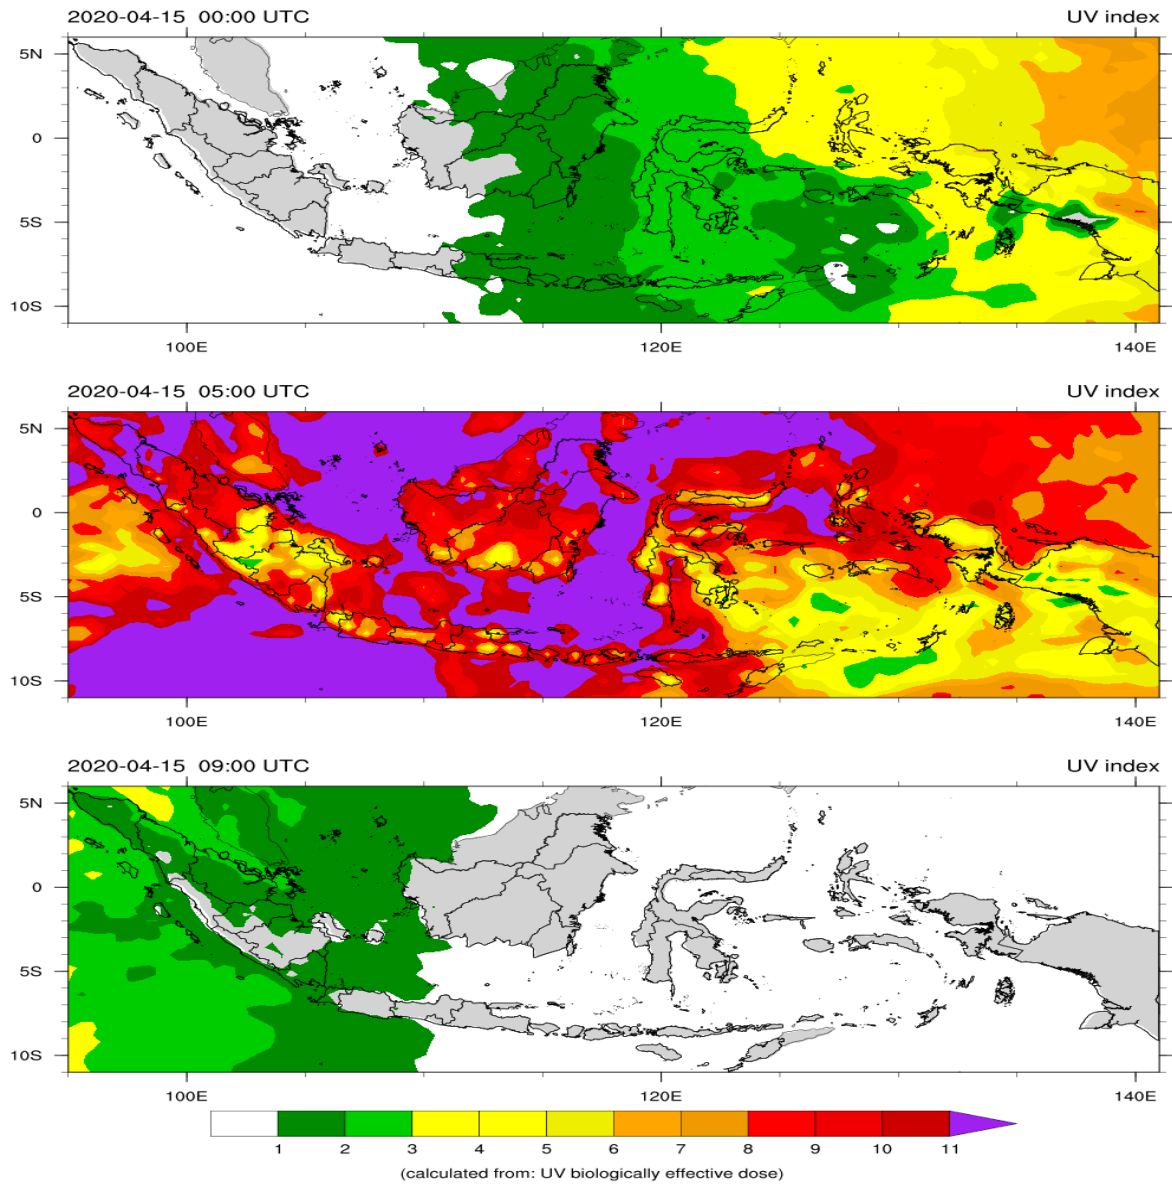 2020-04-15 00:00 UTC UV index
5N
0
5S
10S
100E 120E 140E
2020-04-15 05:00 UTC UV index
5N
0
5S
10S
100E 120E 140E
2020-04-15 09:00 UTC UV index
5N
0
5S
10S
100E 120E 140E
1 2 3 4 5 6 7 8 9 10 11
(calculated from: UV biologically effective dose)